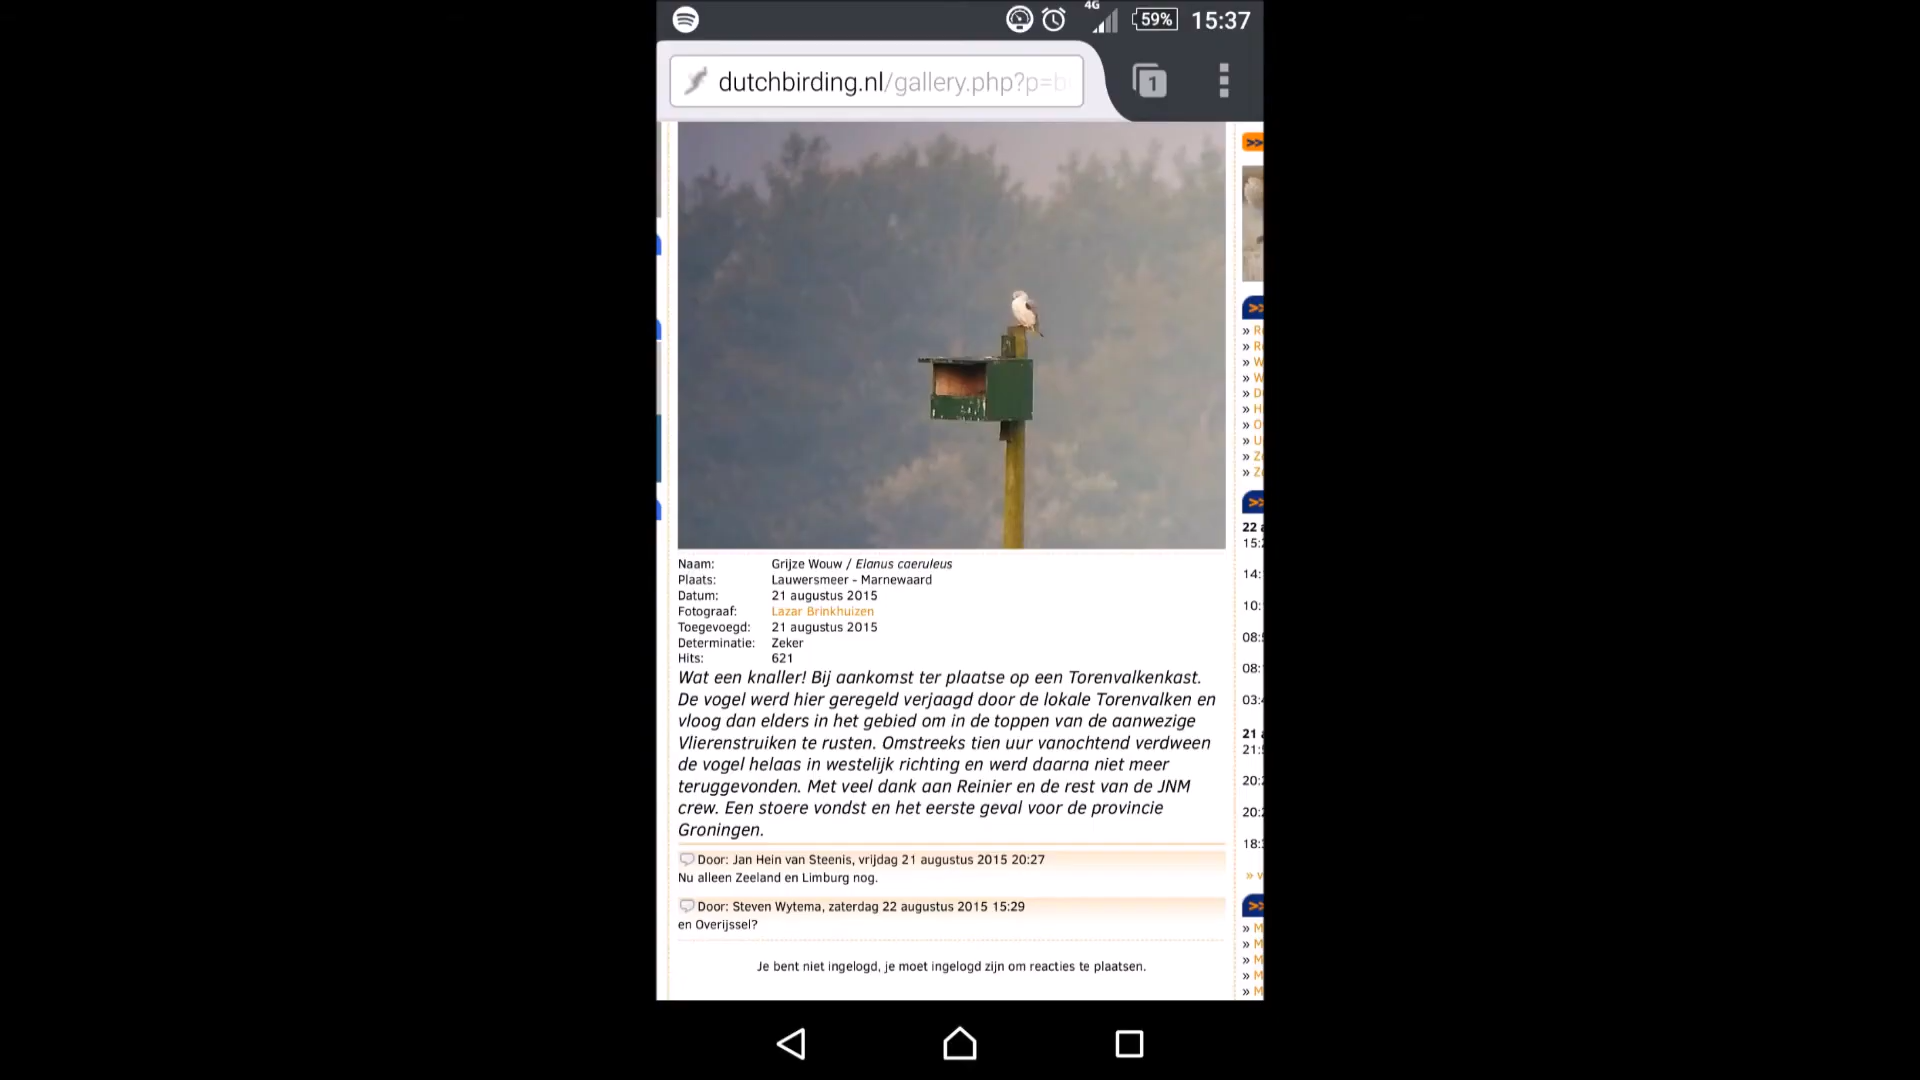 4G
59%
15:37
dutchbirding.nl/gallery.php?p=b
1
Naam: Grijze Wouw / Elanus caeruleus
Plaats: Lauwersmeer - Marnewaard
Datum: 21 augustus 2015
Fotograaf: Lazar Brinkhuizen
Toegevoegd: 21 augustus 2015
Determinatie: Zeker
Hits: 621
Wat een knaller! Bij aankomst ter plaatse op een Torenvalkenkast.
De vogel werd hier geregeld verjaagd door de lokale Torenvalken en
vloog dan elders in het gebied om in de toppen van de aanwezige
Vlierenstruiken te rusten. Omstreeks tien uur vanochtend verdween
de vogel helaas in westelijk richting en werd daarna niet meer
teruggevonden. Met veel dank aan Reinier en de rest van de JNM
crew. Een stoere vondst en het eerste geval voor de provincie
Groningen.
Door: Jan Hein van Steenis, vrijdag 21 augustus 2015 20:27
Nu alleen Zeeland en Limburg nog.
Door: Steven Wytema, zaterdag 22 augustus 2015 15:29
en Overijssel?
Je bent niet ingelogd, je moet ingelogd zijn om reacties te plaatsen.